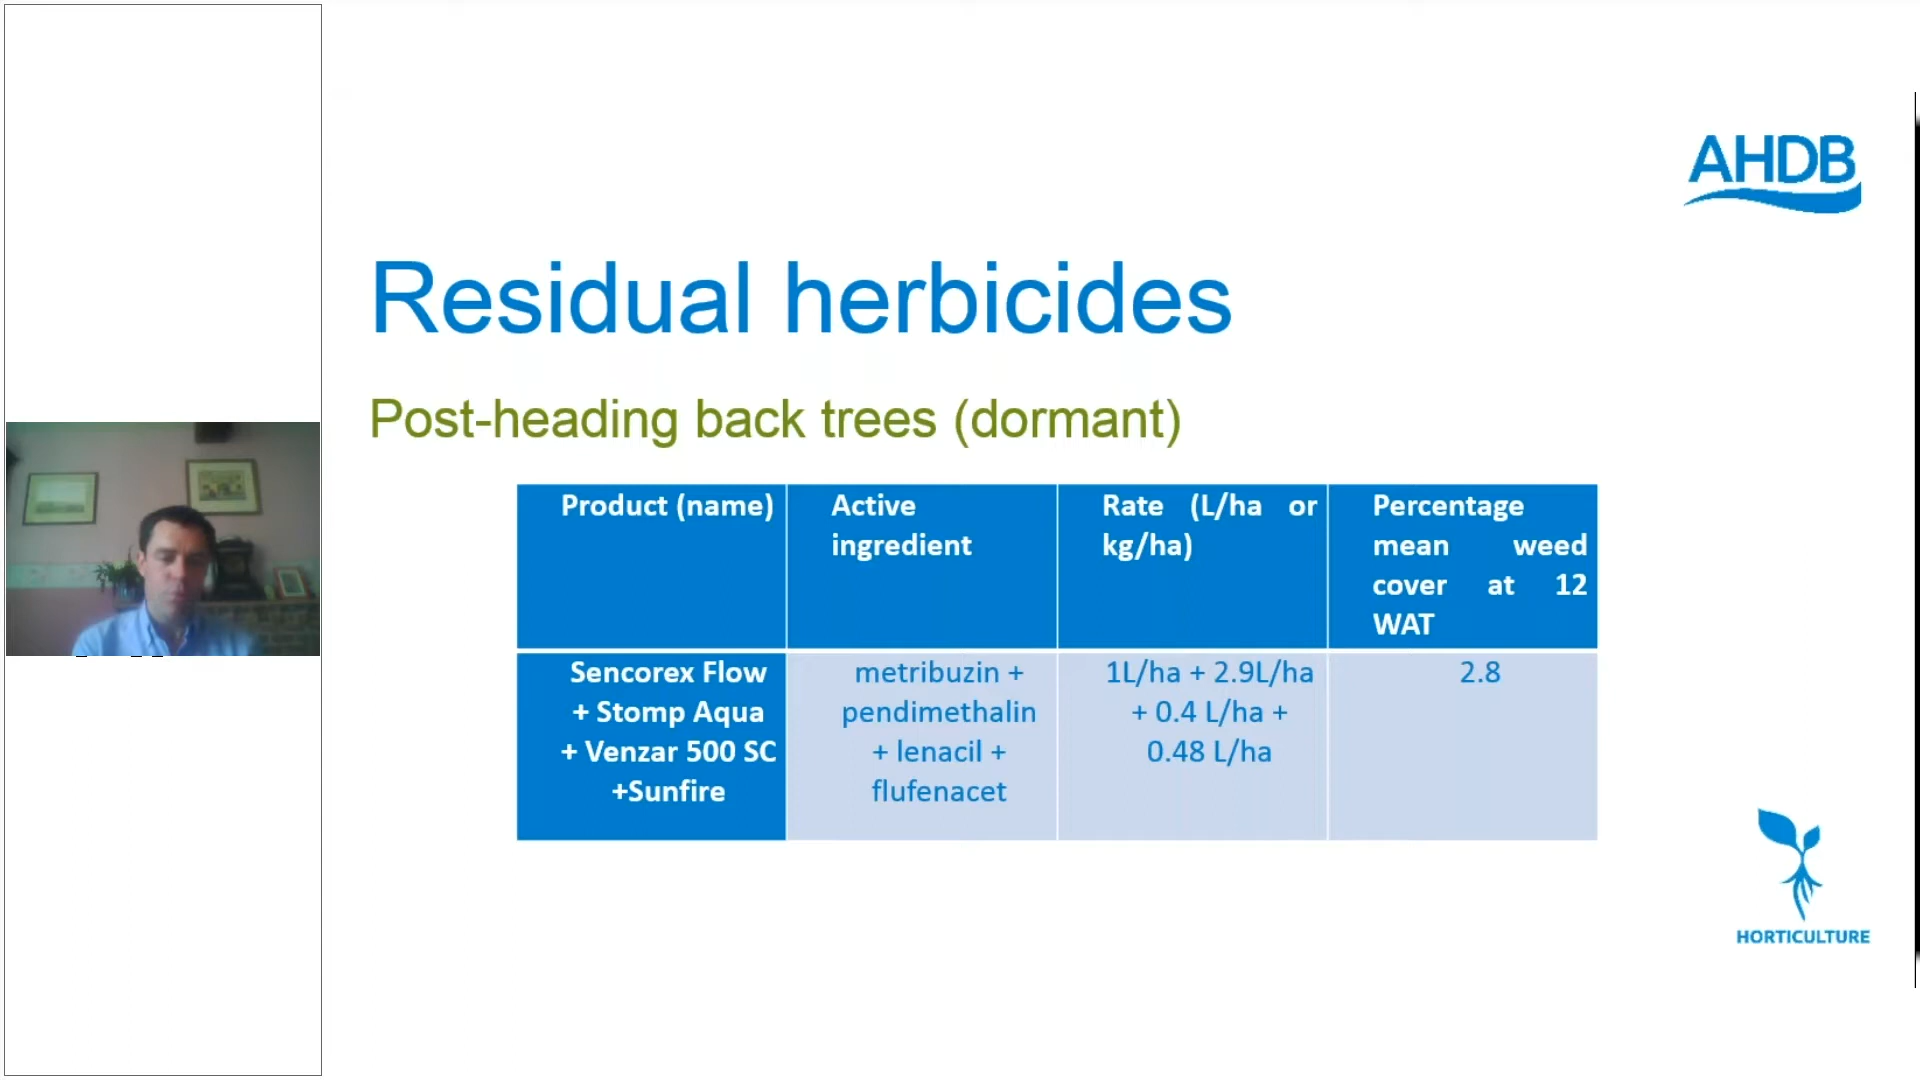 AHDB
Residual herbicides
Post-heading back trees (dormant)
Product (name)
Active
ingredient
Rate (L/ha or
kg/ha)
Percentage
mean weed
cover at 12
WAT
Sencorex Flow
+ Stomp Aqua
+ Venzar 500 SC
+Sunfire
metribuzin +
pendimethalin
+ lenacil +
flufenacet
1L/ha + 2.9L/ha
+ 0.4 L/ha +
0.48 L/ha
2.8
HORTICULTURE